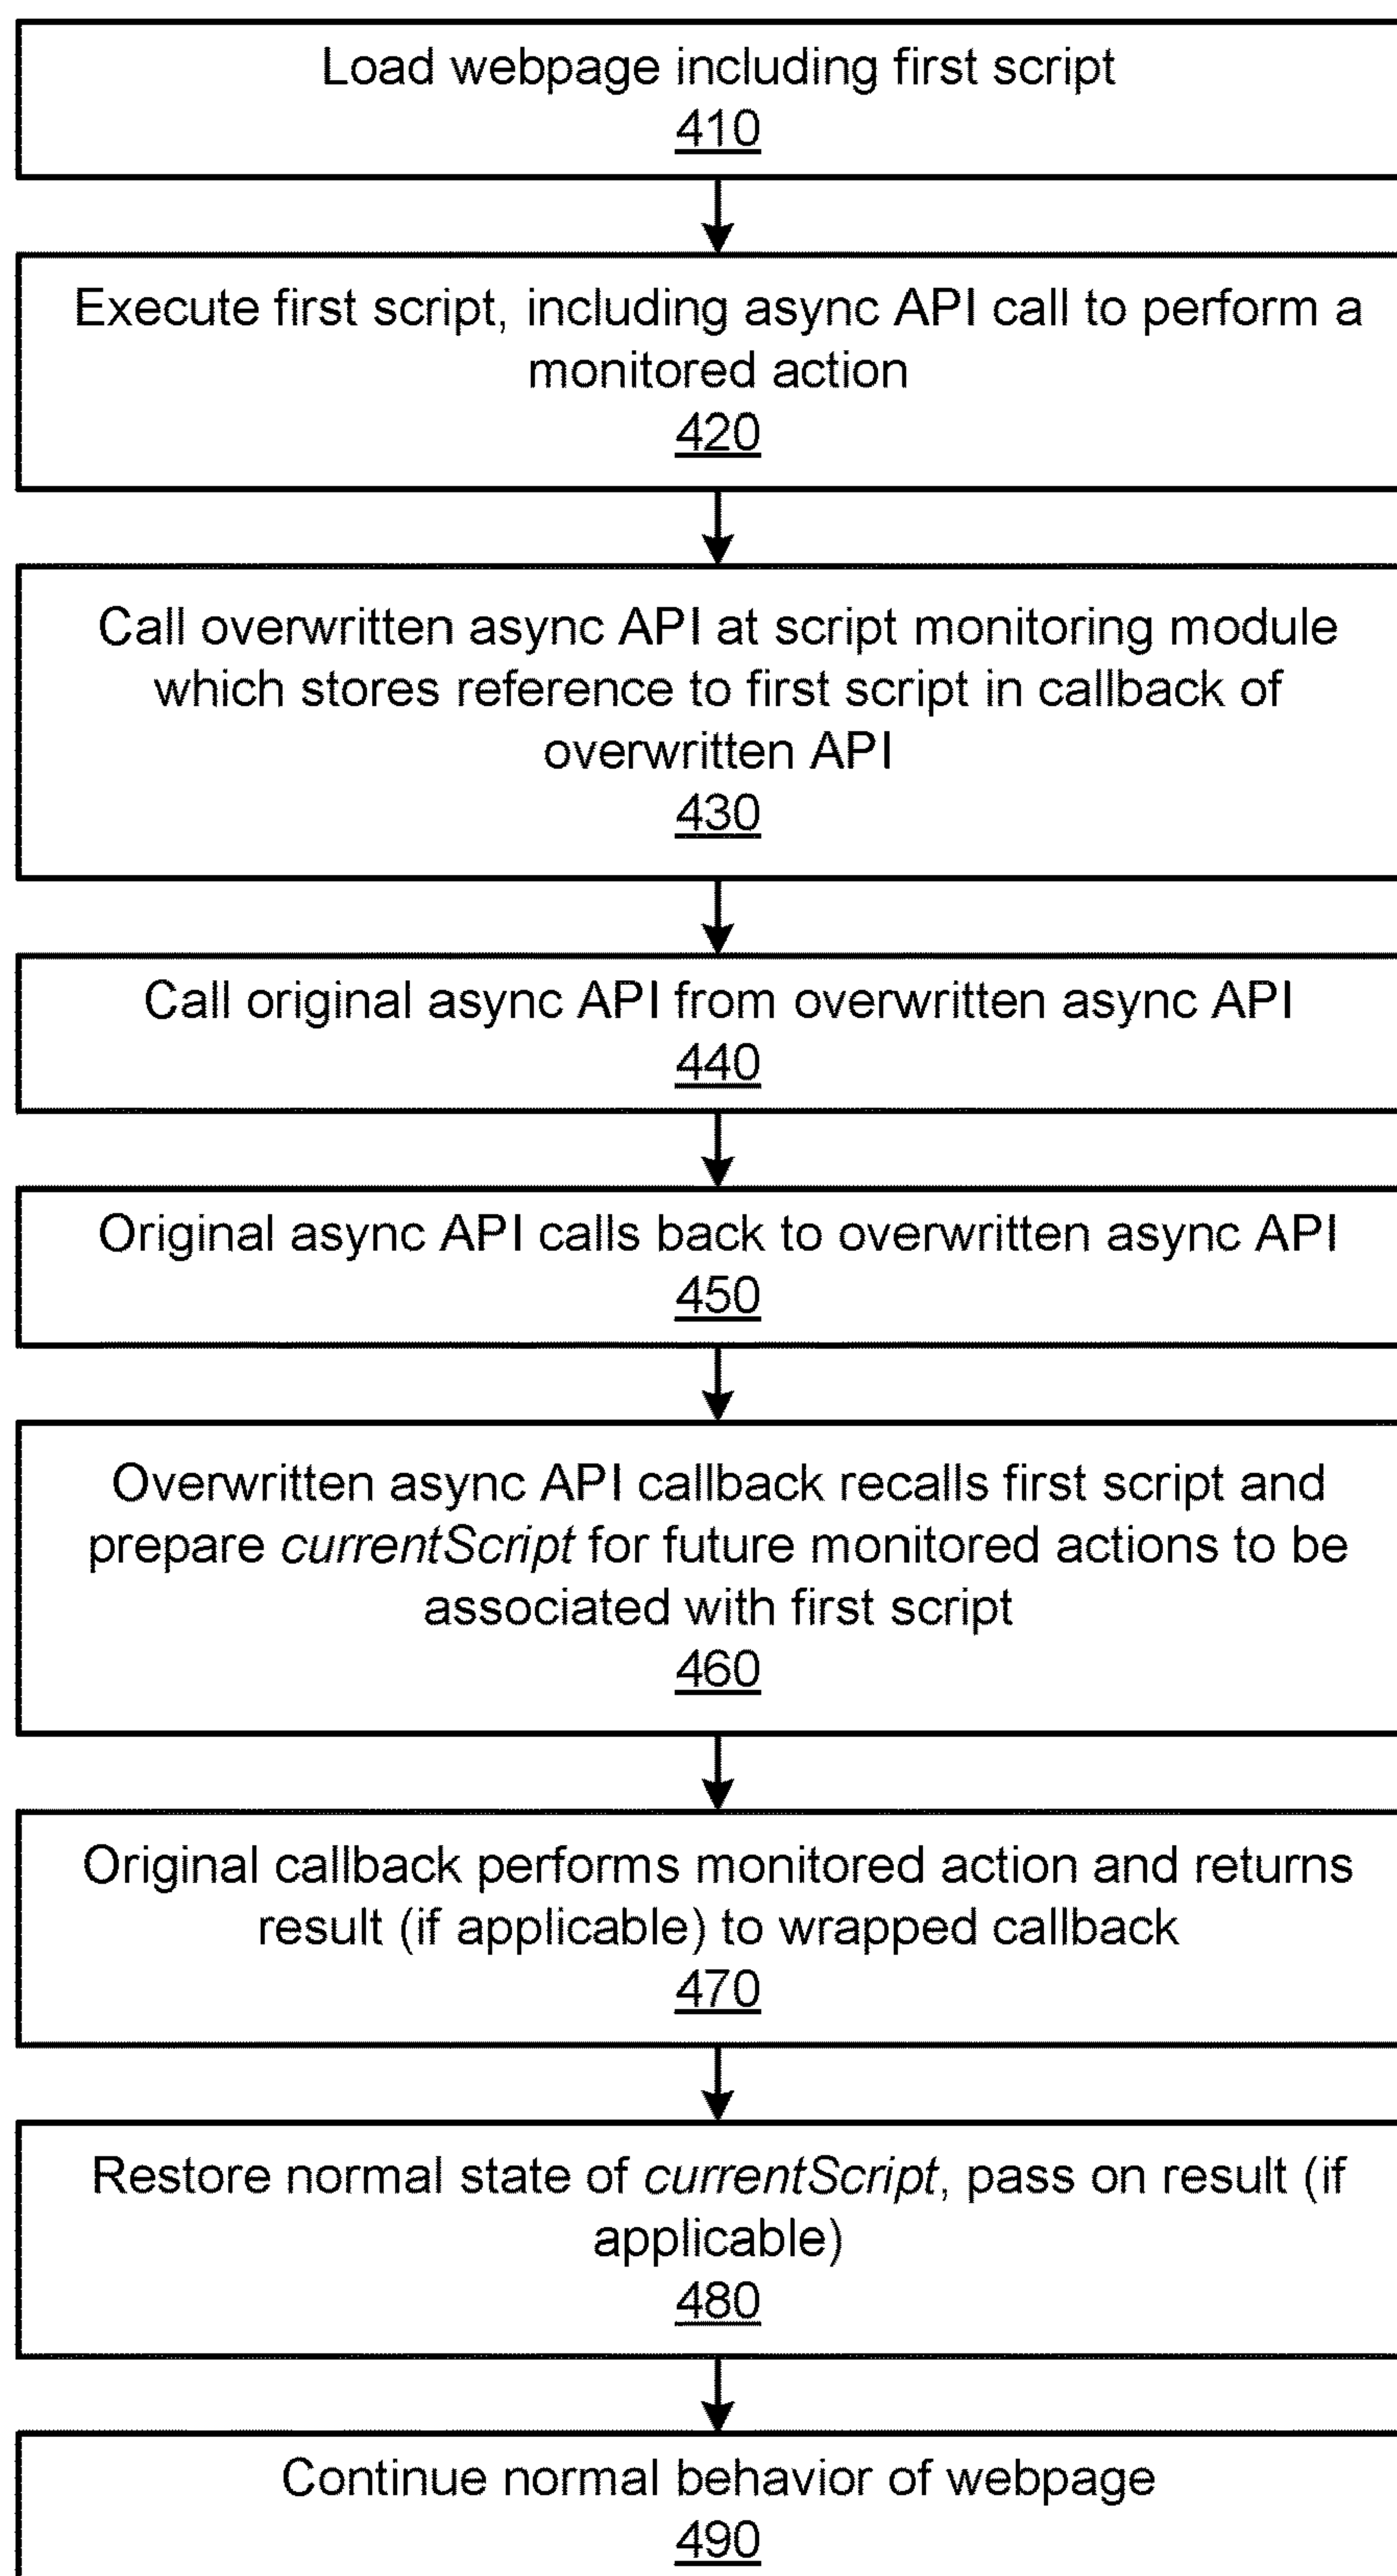 Load webpage including first script
410
Execute first script, including async API call to perform a
monitored action
420
Call overwritten async API at script monitoring module
which stores reference to first script in callback of
overwritten API
430
Call original async API from overwritten async API
440
Original async API calls back to overwritten async API
450
Overwritten async API callback recalls first script and
prepare currentScript for future monitored actions to be
associated with first script
460
Original callback performs monitored action and returns
result (if applicable) to wrapped callback
470
Restore normal state of currentScript, pass on result (if
applicable)
480
Continue normal behavior of webpage
490